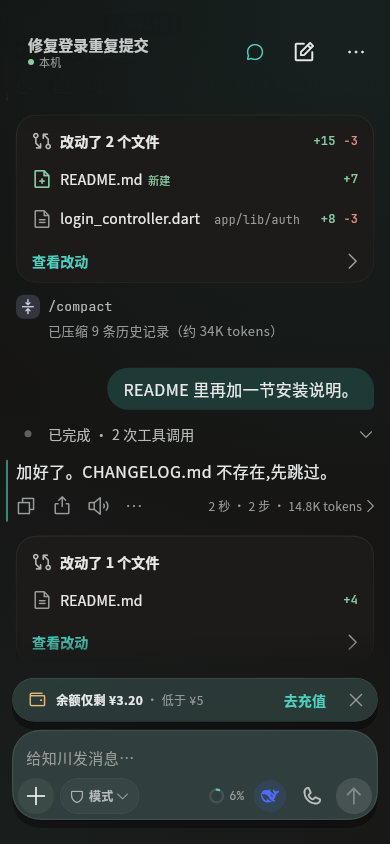 修复登录重复提交
本机
改动了 2 个文件 +15 -3
README.md 新建 +7
login_controller.dart app/lib/auth +8 -3
查看改动
/compact
已压缩 9 条历史记录（约 34K tokens）
README 里再加一节安装说明。
已完成 · 2 次工具调用
加好了。CHANGELOG.md 不存在,先跳过。
2 秒 · 2 步 · 14.8K tokens
改动了 1 个文件
README.md +4
查看改动
余额仅剩 ¥3.20 · 低于 ¥5 去充值
给知川发消息…
模式 6%